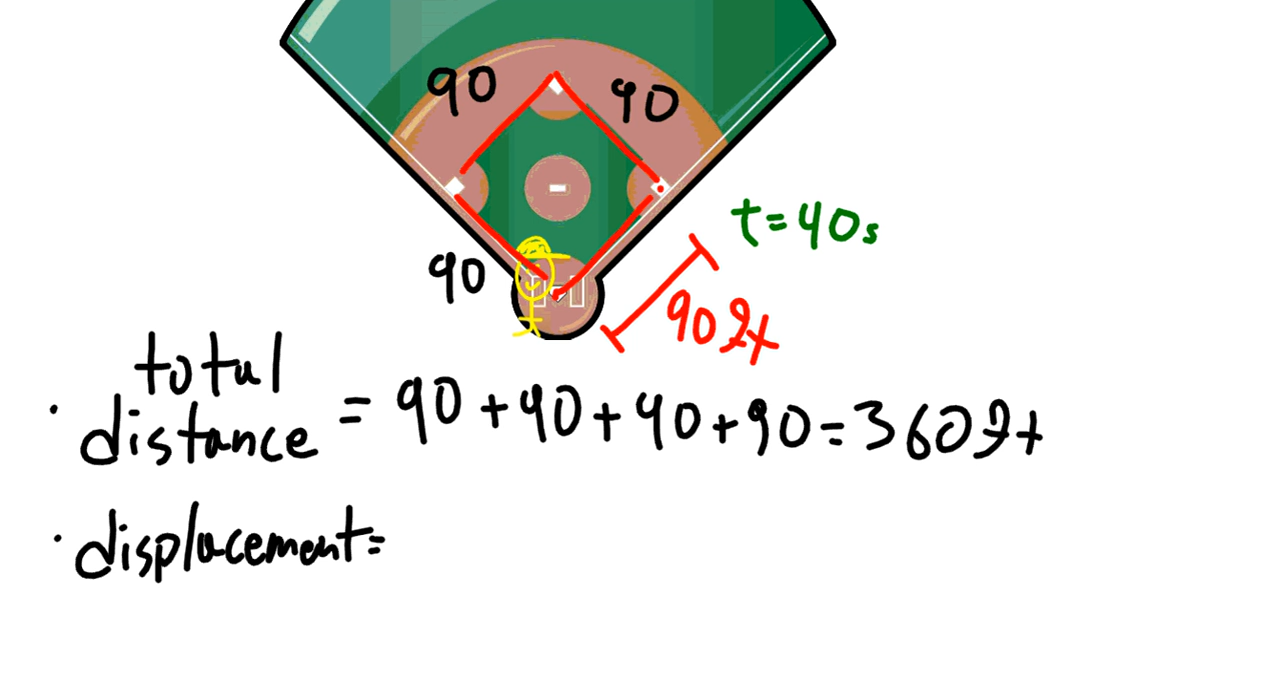 90 90
t=40s
90
90ft
total
distance = 90+90+90+90=360ft
· displacement=